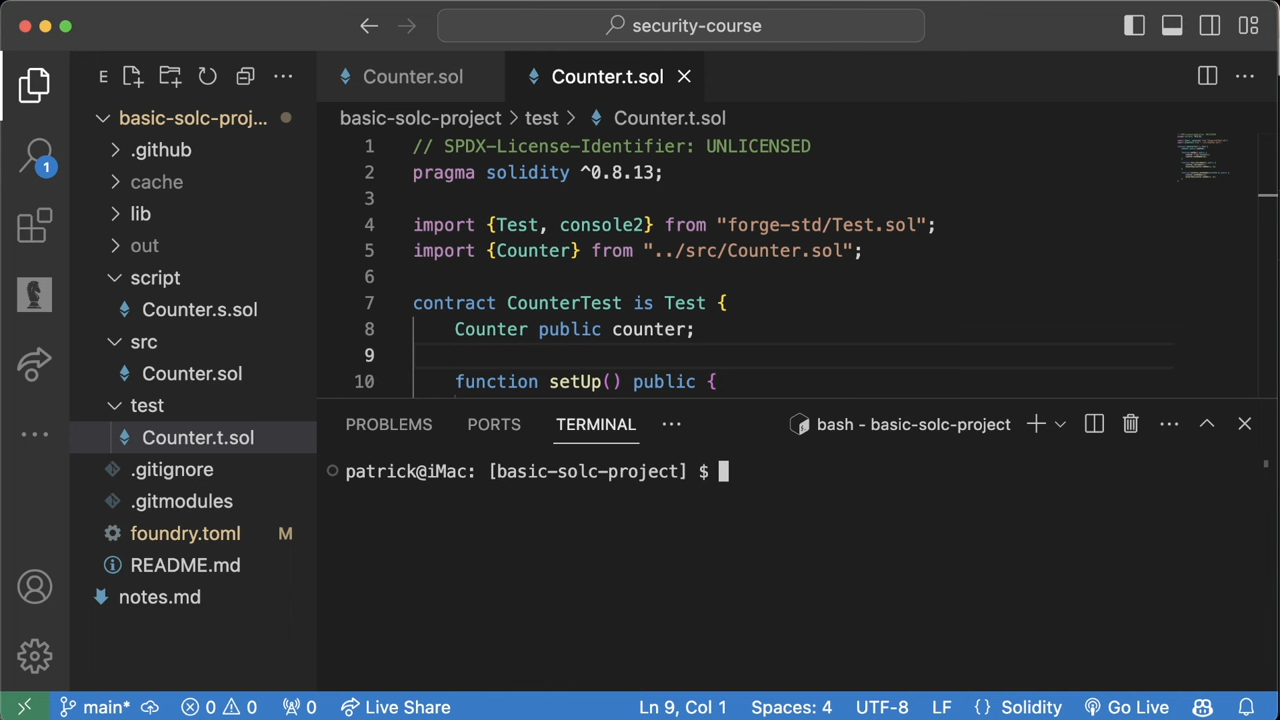 security-course
E
Counter.sol
Counter.t.sol
basic-solc-proj...
basic-solc-project > test > Counter.t.sol
.github
cache
lib
out
script
Counter.s.sol
src
Counter.sol
test
Counter.t.sol
.gitignore
.gitmodules
foundry.toml M
README.md
notes.md
1
1 // SPDX-License-Identifier: UNLICENSED
2 pragma solidity ^0.8.13;
3
4 import {Test, console2} from "forge-std/Test.sol";
5 import {Counter} from "../src/Counter.sol";
6
7 contract CounterTest is Test {
8 Counter public counter;
9
10 function setUp() public {
PROBLEMS PORTS TERMINAL ... bash - basic-solc-project
patrick@iMac: [basic-solc-project] $
main* 0 0 0 Live Share Ln 9, Col 1 Spaces: 4 UTF-8 LF {} Solidity Go Live